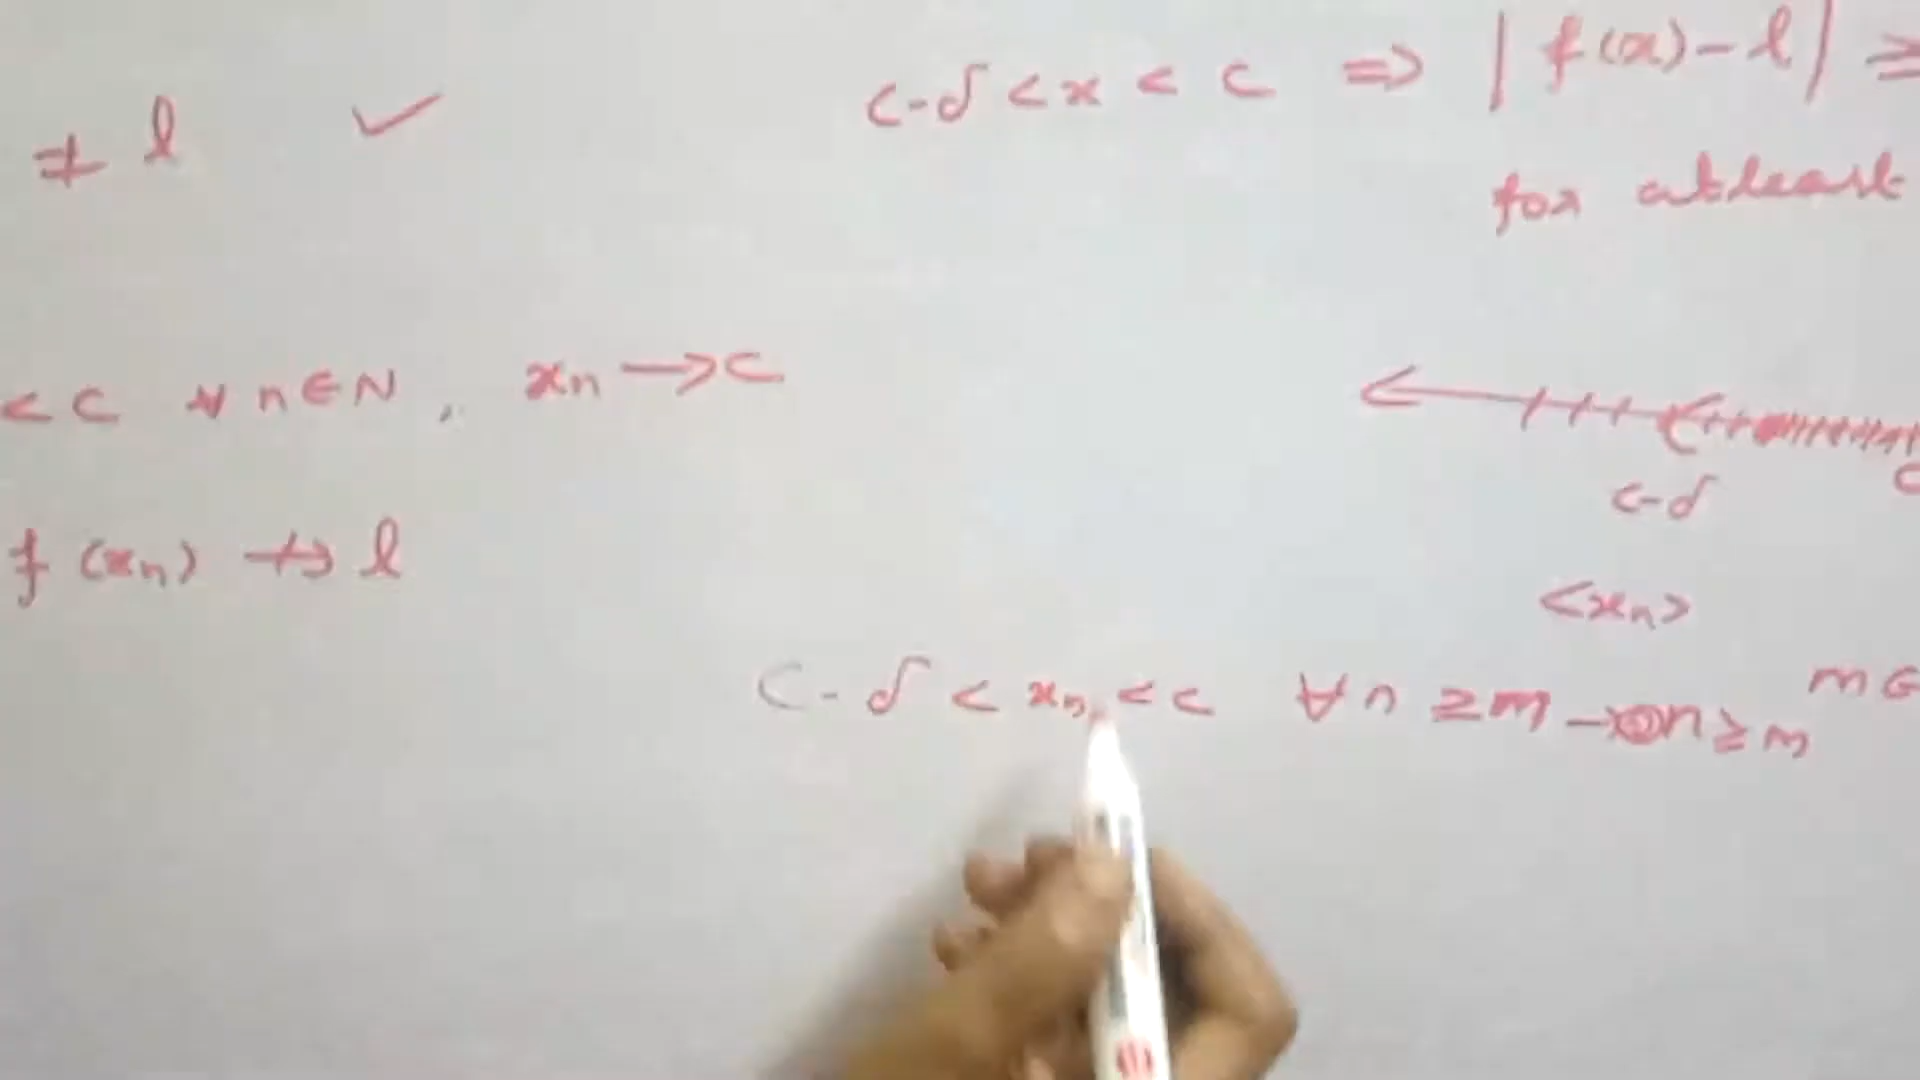 ≠ l ✓
c-δ < x < c ⇒ |f(x)-l| ≥
for atleast
< c ∀ n∈N, xn → c
c-δ
f(xn) ↛ l
<xn>
c-δ < xn < c ∀n ≥m → n≥m
m∈